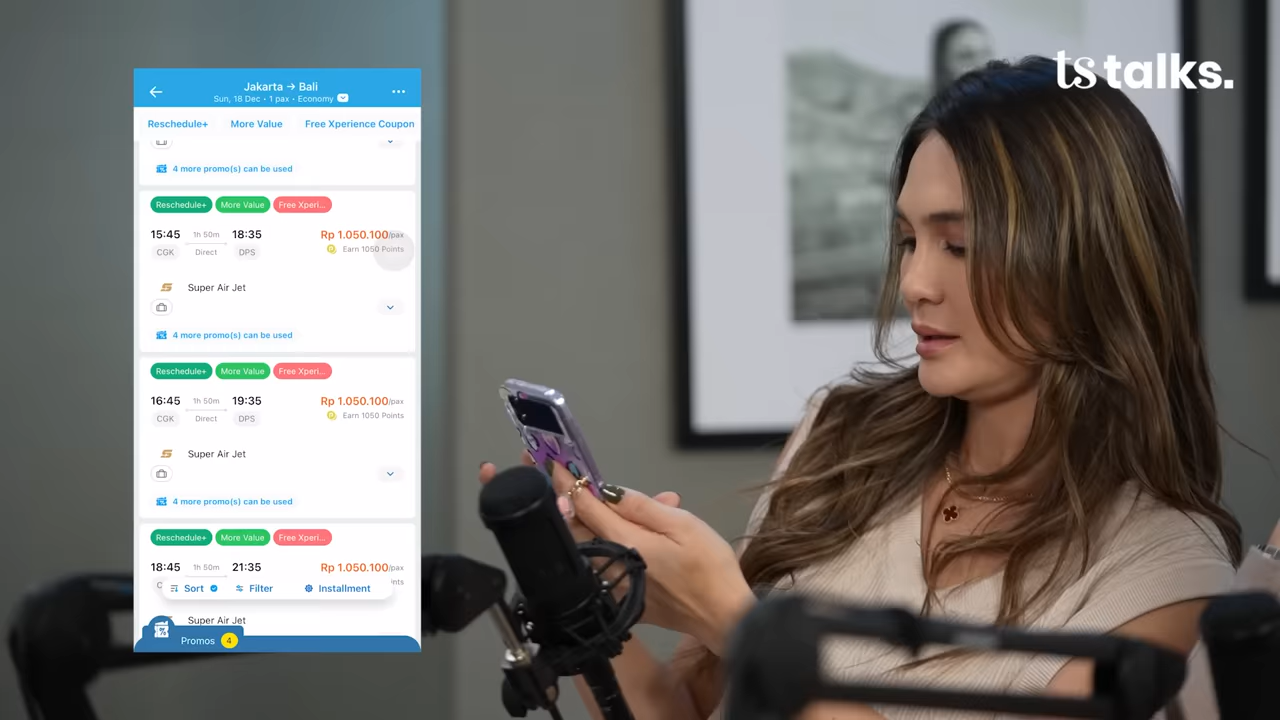 ts talks.
Jakarta → Bali
Sun, 18 Dec • 1 pax • Economy
Reschedule+ More Value Free Xperience Coupon
4 more promo(s) can be used
Reschedule+ More Value Free Xperi...
15:45 1h 50m 18:35 Rp 1.050.100/pax
CGK Direct DPS Earn 1050 Points
Super Air Jet
4 more promo(s) can be used
Reschedule+ More Value Free Xperi...
16:45 1h 50m 19:35 Rp 1.050.100/pax
CGK Direct DPS Earn 1050 Points
Super Air Jet
4 more promo(s) can be used
Reschedule+ More Value Free Xperi...
18:45 1h 50m 21:35 Rp 1.050.100/pax
Sort Filter Installment
Super Air Jet
Promos 4